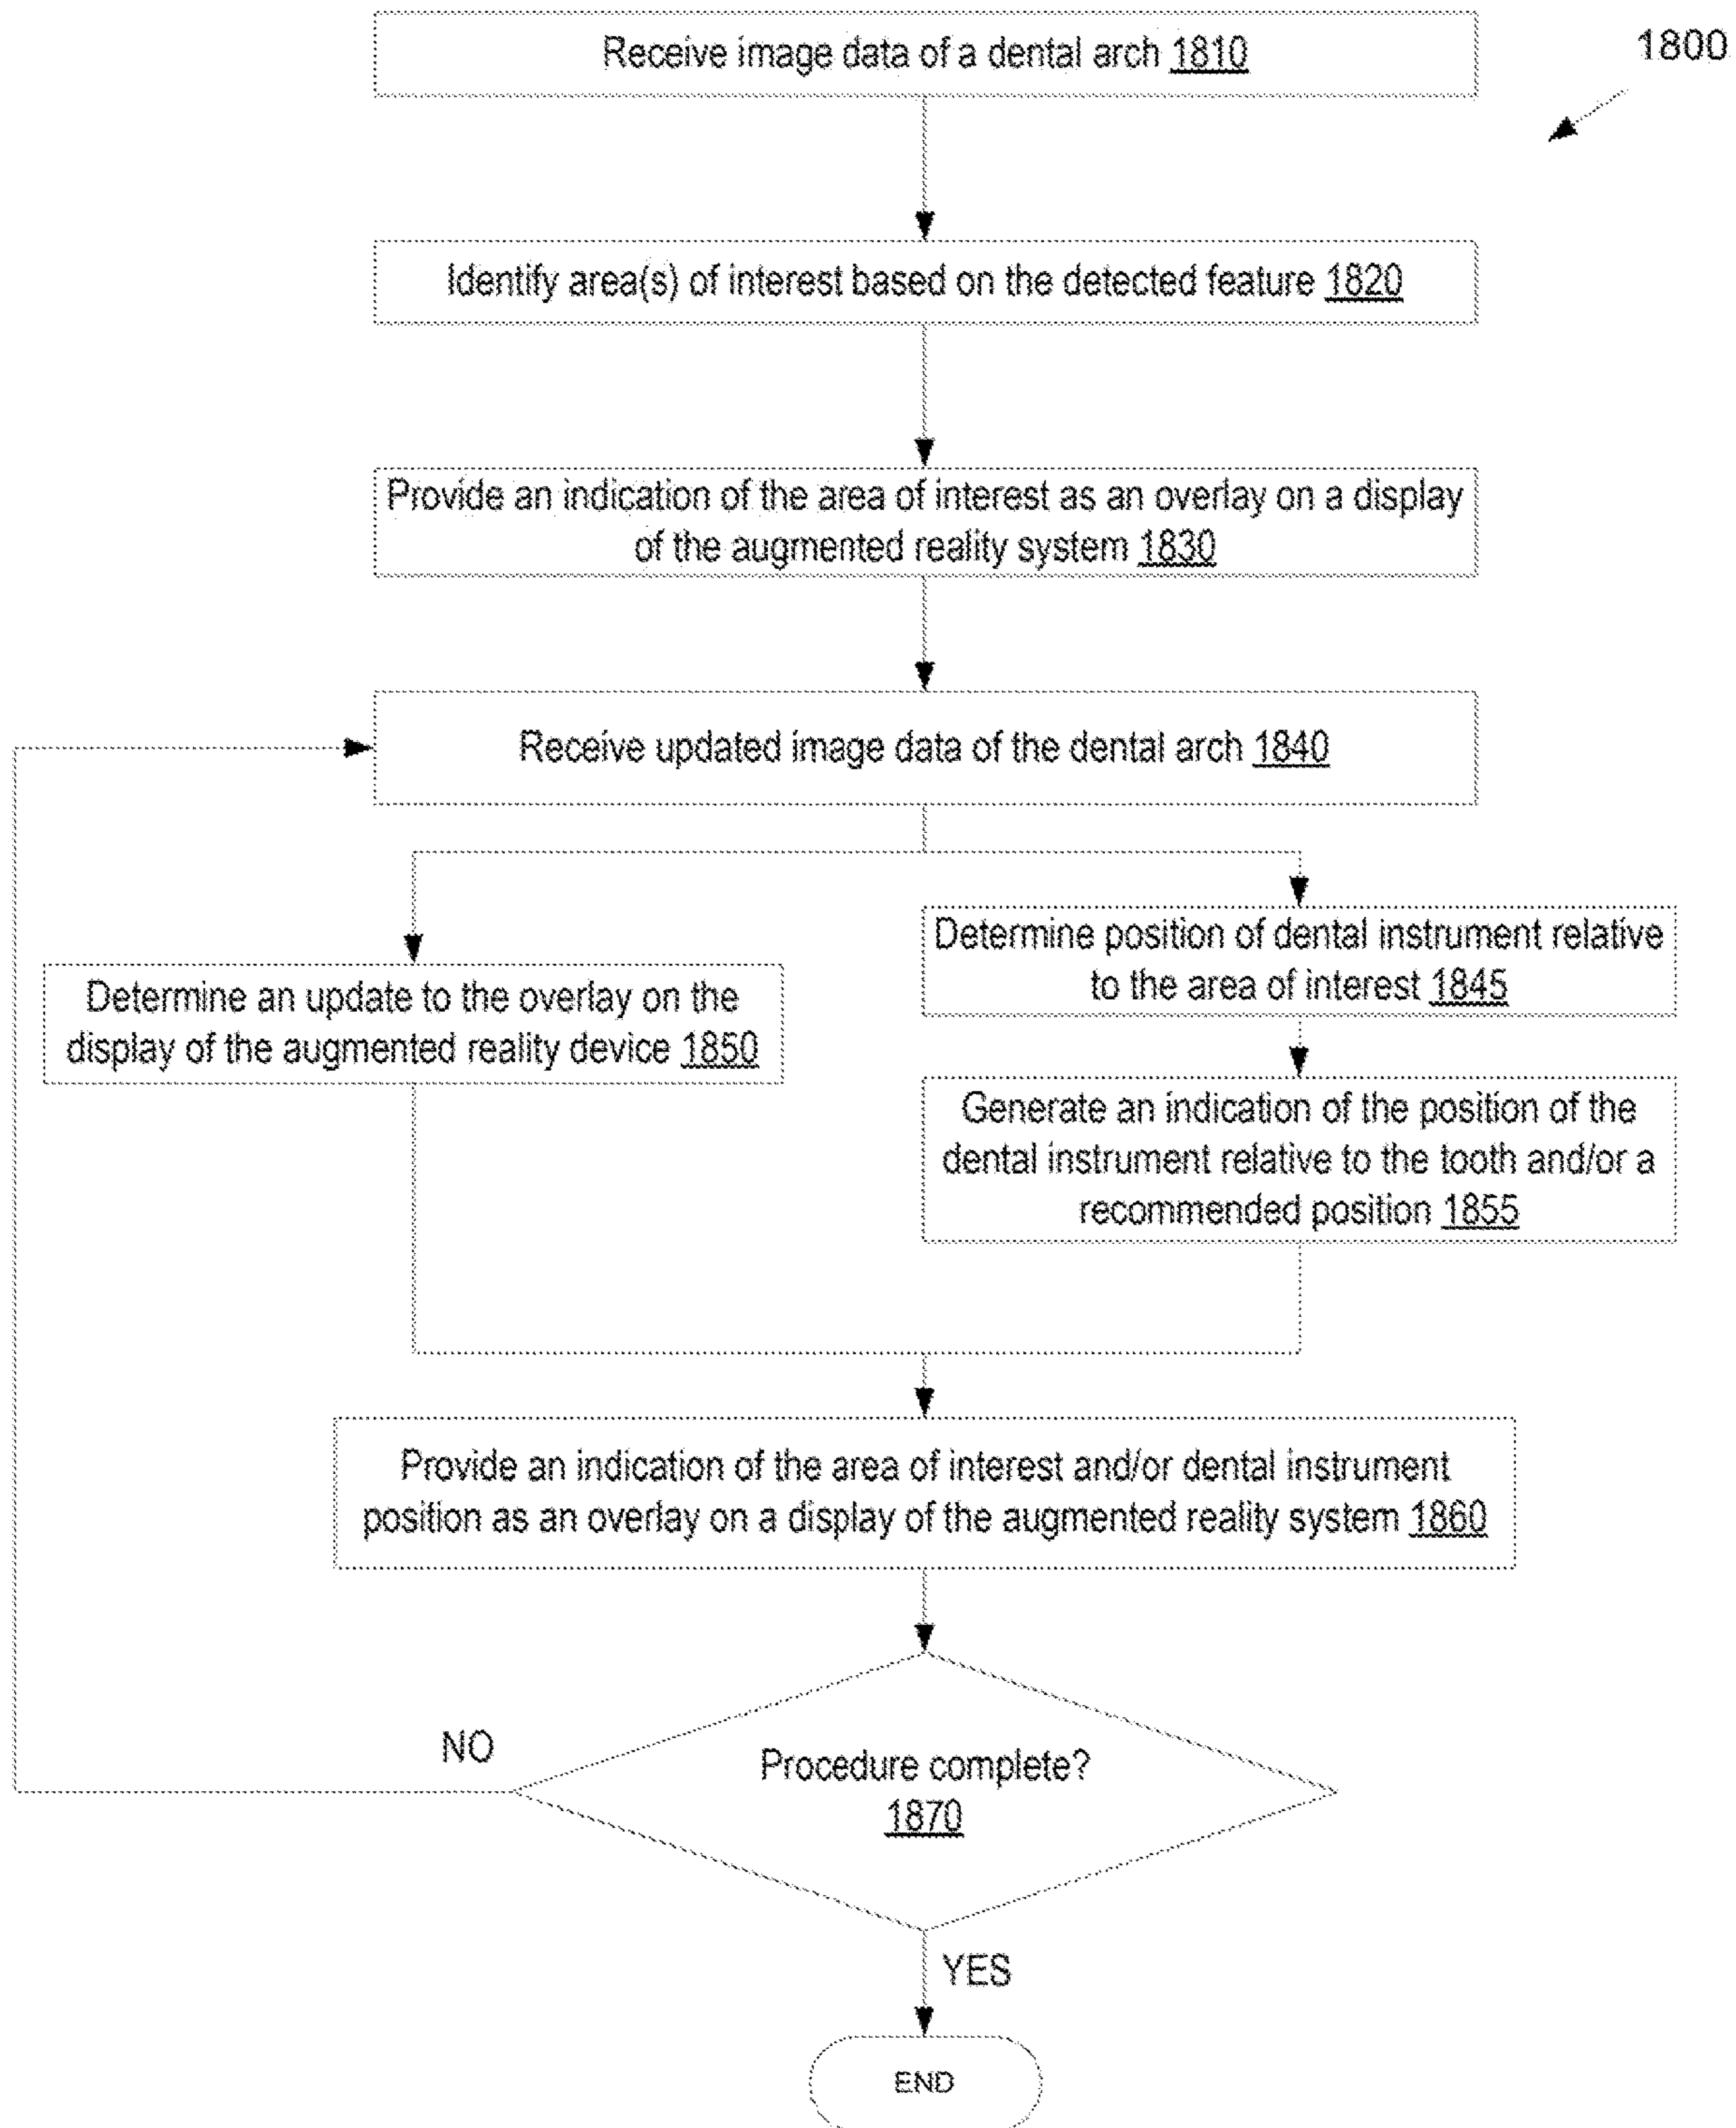 1800
Receive image data of a dental arch 1810
Identify area(s) of interest based on the detected feature 1820
Provide an indication of the area of interest as an overlay on a display
of the augmented reality system 1830
Receive updated image data of the dental arch 1840
Determine position of dental instrument relative
to the area of interest 1845
Determine an update to the overlay on the
display of the augmented reality device 1850
Generate an indication of the position of the
dental instrument relative to the tooth and/or a
recommended position 1855
Provide an indication of the area of interest and/or dental instrument
position as an overlay on a display of the augmented reality system 1860
NO
Procedure complete?
1870
YES
END